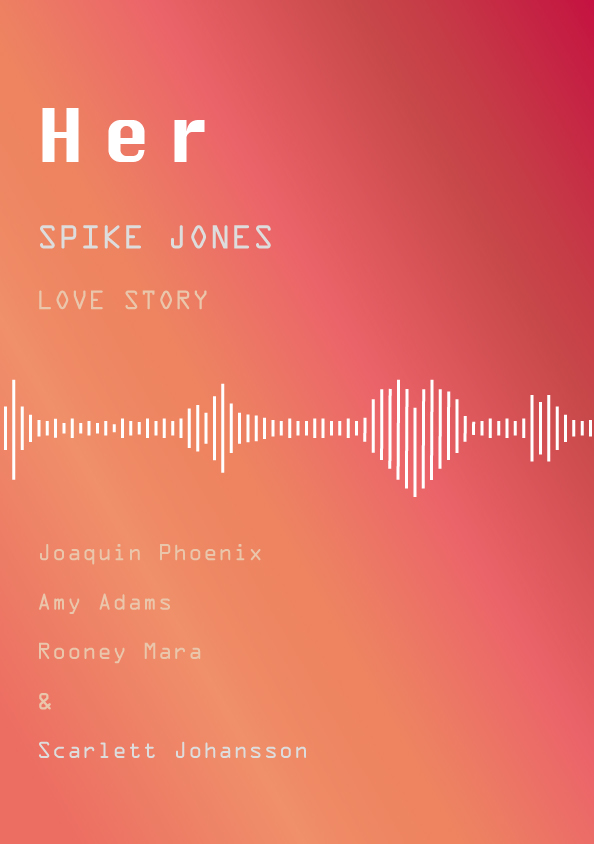 Her
SPIKE JONES
LOVE STORY
Joaquin Phoenix
Amy Adams
Rooney Mara
&
Scarlett Johansson